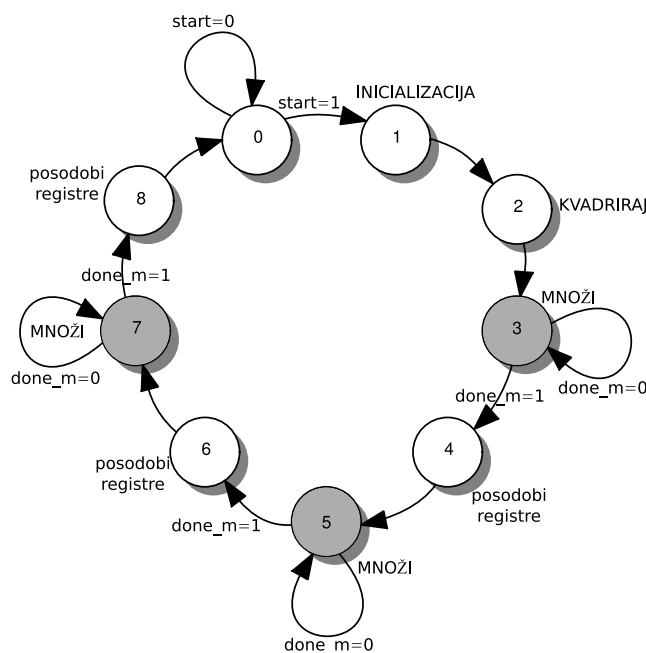 start=0
INICIALIZACIJA
start=1
0
1
posodobi
registre
8
2
KVADRIRAJ
done_m=1
MNOŽI
MNOŽI
7
3
done_m=0
done_m=0
done_m=1
6
4
posodobi
registre
posodobi
registre
done_m=1
5
MNOŽI
done_m=0